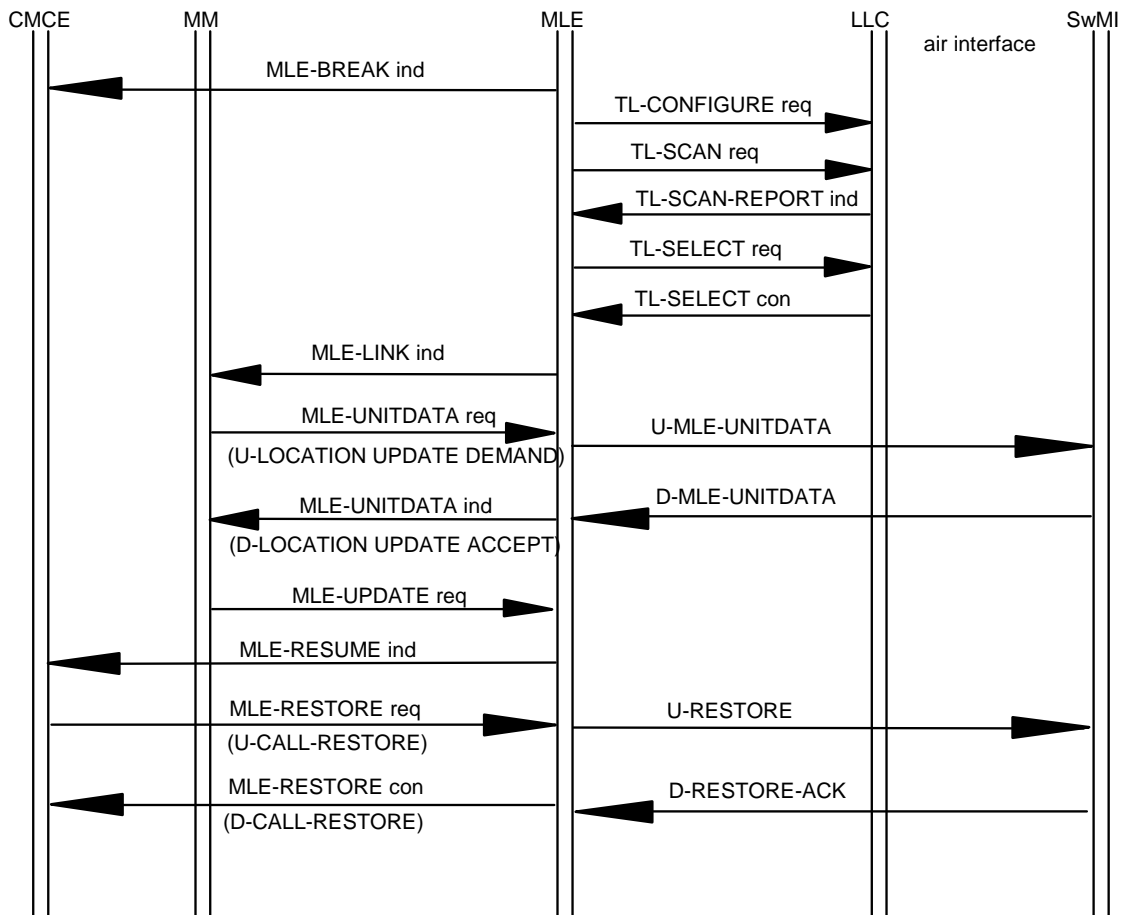 CMCE MM MLE LLC SwMI
air interface
MLE-BREAK ind
TL-CONFIGURE req
TL-SCAN req
TL-SCAN-REPORT ind
TL-SELECT req
TL-SELECT con
MLE-LINK ind
MLE-UNITDATA req U-MLE-UNITDATA
(U-LOCATION UPDATE DEMAND)
MLE-UNITDATA ind D-MLE-UNITDATA
(D-LOCATION UPDATE ACCEPT)
MLE-UPDATE req
MLE-RESUME ind
MLE-RESTORE req U-RESTORE
(U-CALL-RESTORE)
MLE-RESTORE con D-RESTORE-ACK
(D-CALL-RESTORE)